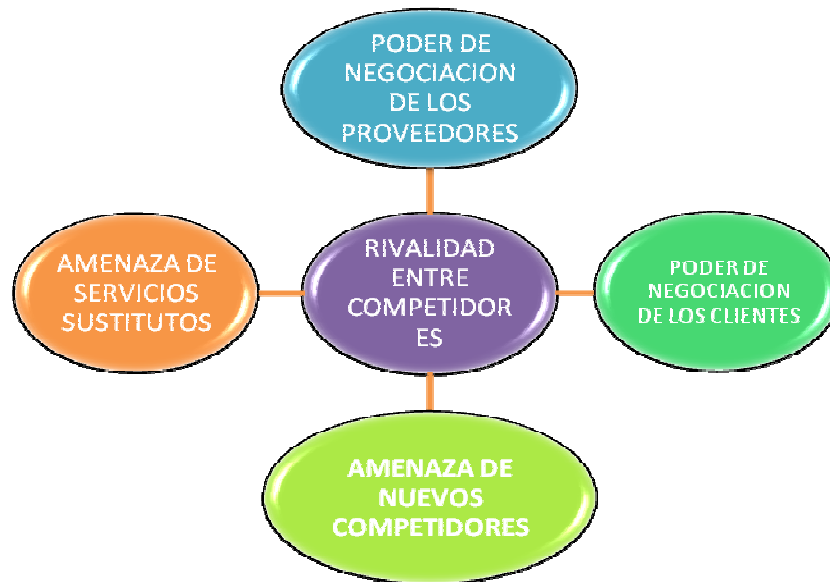 PODER DE
NEGOCIACION
DE LOS
PROVEEDORES
AMENAZA DE
SERVICIOS
SUSTITUTOS
RIVALIDAD
ENTRE
COMPETIDOR
ES
PODER DE
NEGOCIACION
DE LOS CLIENTES
AMENAZA DE
NUEVOS
COMPETIDORES